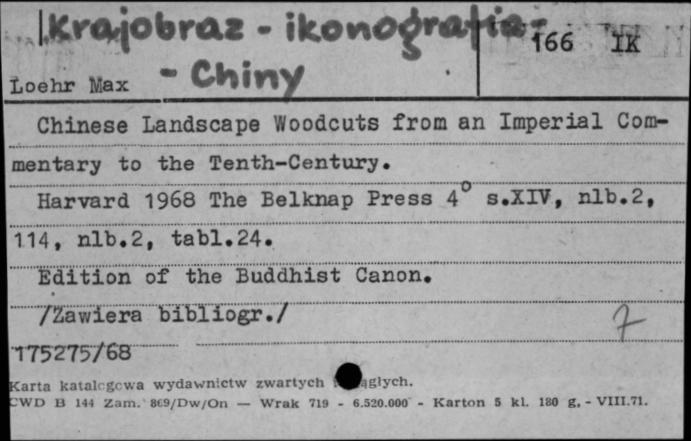 Krajobraz - ikonografia -
166 IK
- Chiny
Loehr Max
Chinese Landscape Woodcuts from an Imperial Com-
mentary to the Tenth-Century.
Harvard 1968 The Belknap Press 4° s.XIV, nlb.2,
114, nlb.2, tabl.24.
Edition of the Buddhist Canon.
/Zawiera bibliogr./
7
175275/68
Karta katalogowa wydawnictw zwartych
CWD B 144 Zam. 869/Dw/On — Wrak 719 - 6.520.000 - Karton 5 kl. 180 g. - VIII.71.